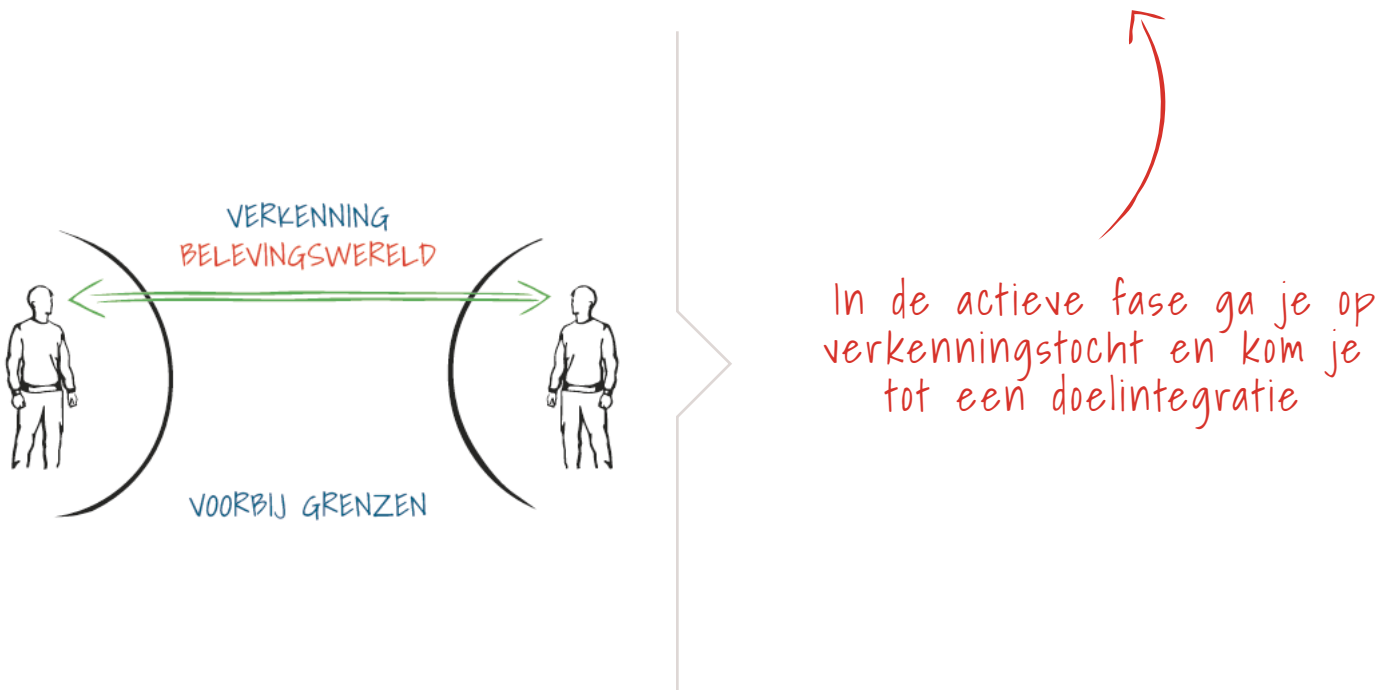 VERKENNING
BELEVINGSWERELD
VOORBIJ GRENZEN
In de actieve fase ga je op
verkenningstocht en kom je
tot een doelintegratie